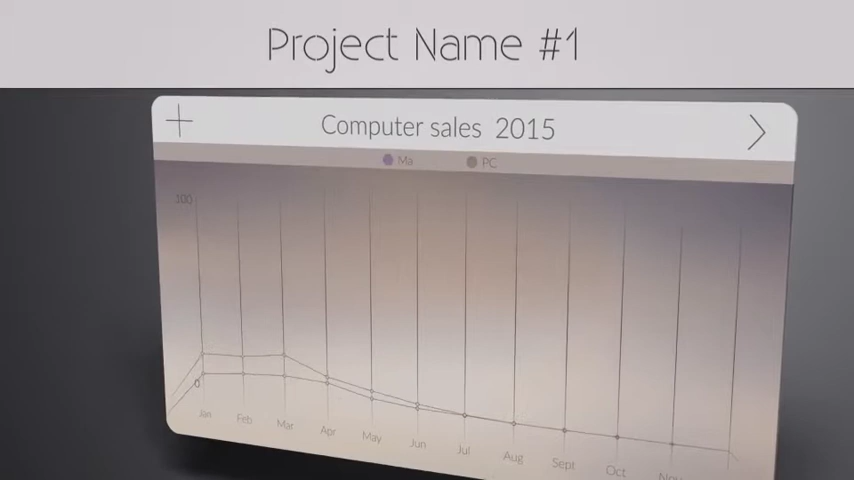 Project Name #1
Computer sales 2015
Ma PC
100
0
Jan Feb Mar Apr May Jun Jul Aug Sept Oct Nov